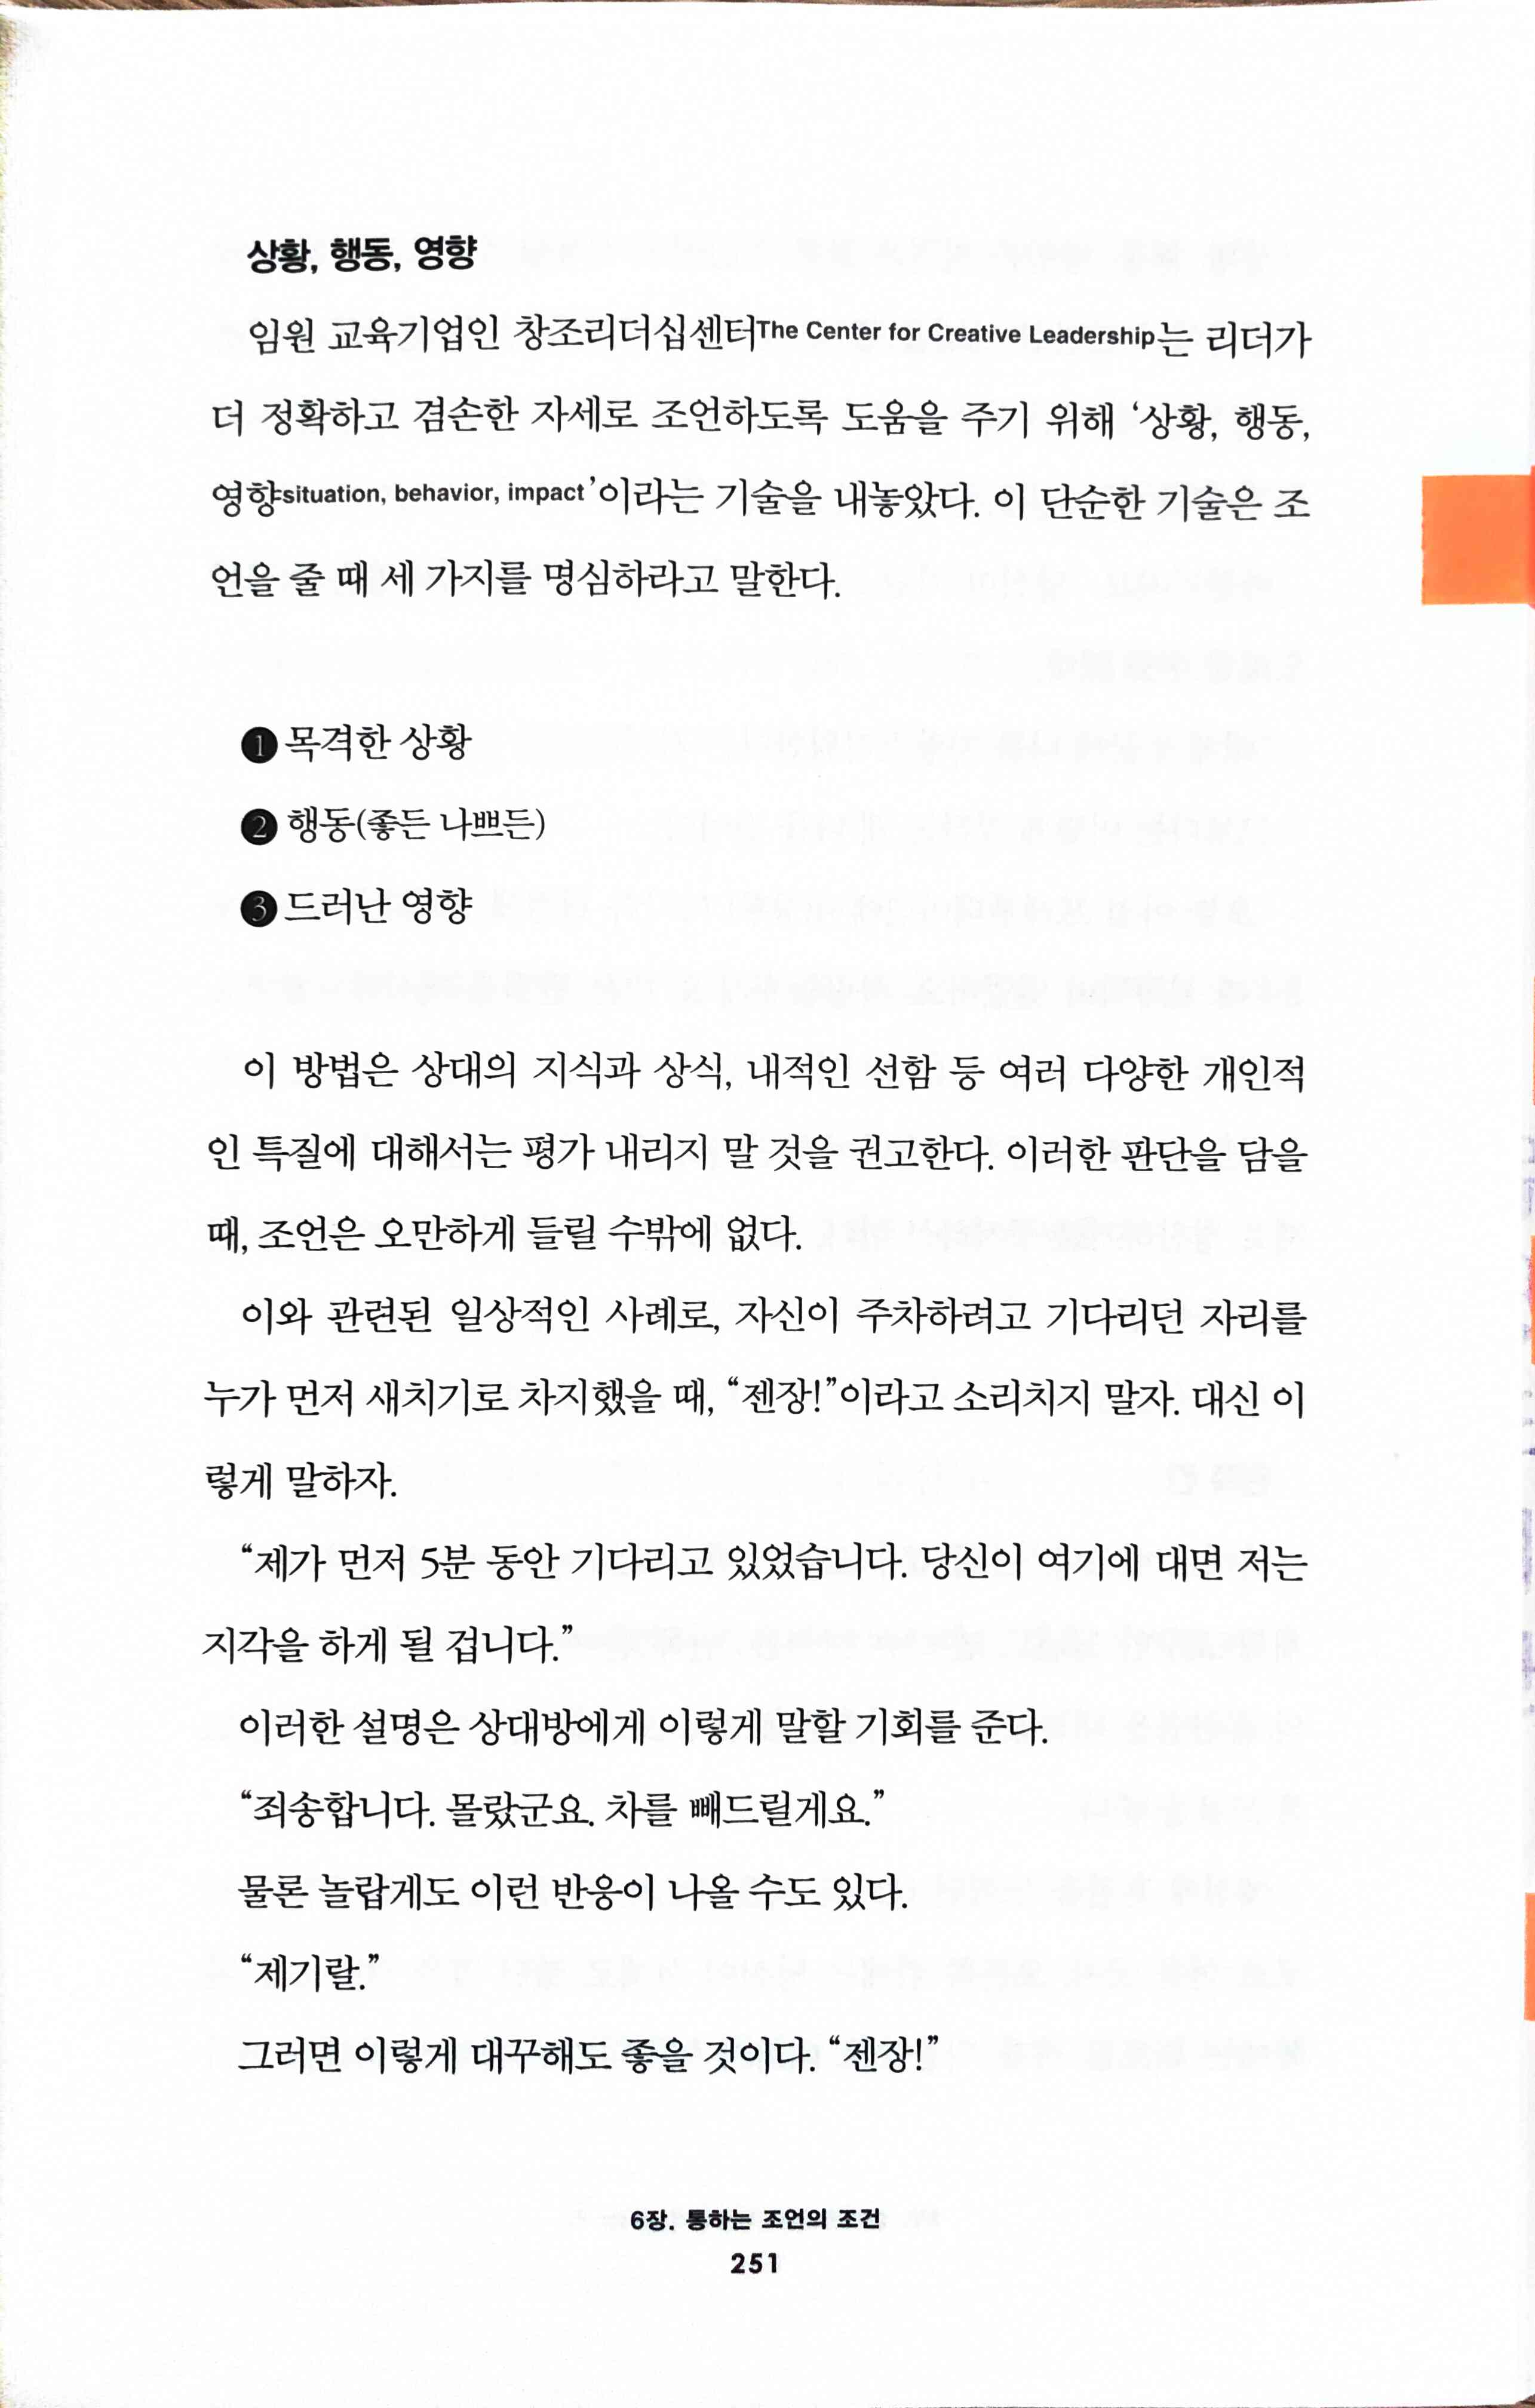 상황, 행동, 영향
임원 교육기업인 창조리더십센터The Center for Creative Leadership는 리더가
더 정확하고 겸손한 자세로 조언하도록 도움을 주기 위해 ‘상황, 행동,
영향situation, behavior, impact’이라는 기술을 내놓았다. 이 단순한 기술은 조
언을 줄 때 세 가지를 명심하라고 말한다.
❶ 목격한 상황
❷ 행동(좋든 나쁘든)
❸ 드러난 영향
이 방법은 상대의 지식과 상식, 내적인 선함 등 여러 다양한 개인적
인 특질에 대해서는 평가 내리지 말 것을 권고한다. 이러한 판단을 담을
때, 조언은 오만하게 들릴 수밖에 없다.
이와 관련된 일상적인 사례로, 자신이 주차하려고 기다리던 자리를
누가 먼저 새치기로 차지했을 때, “젠장!”이라고 소리치지 말자. 대신 이
렇게 말하자.
“제가 먼저 5분 동안 기다리고 있었습니다. 당신이 여기에 대면 저는
지각을 하게 될 겁니다.”
이러한 설명은 상대방에게 이렇게 말할 기회를 준다.
“죄송합니다. 몰랐군요. 차를 빼드릴게요.”
물론 놀랍게도 이런 반응이 나올 수도 있다.
“제기랄.”
그러면 이렇게 대꾸해도 좋을 것이다. “젠장!”
6장. 통하는 조언의 조건
251